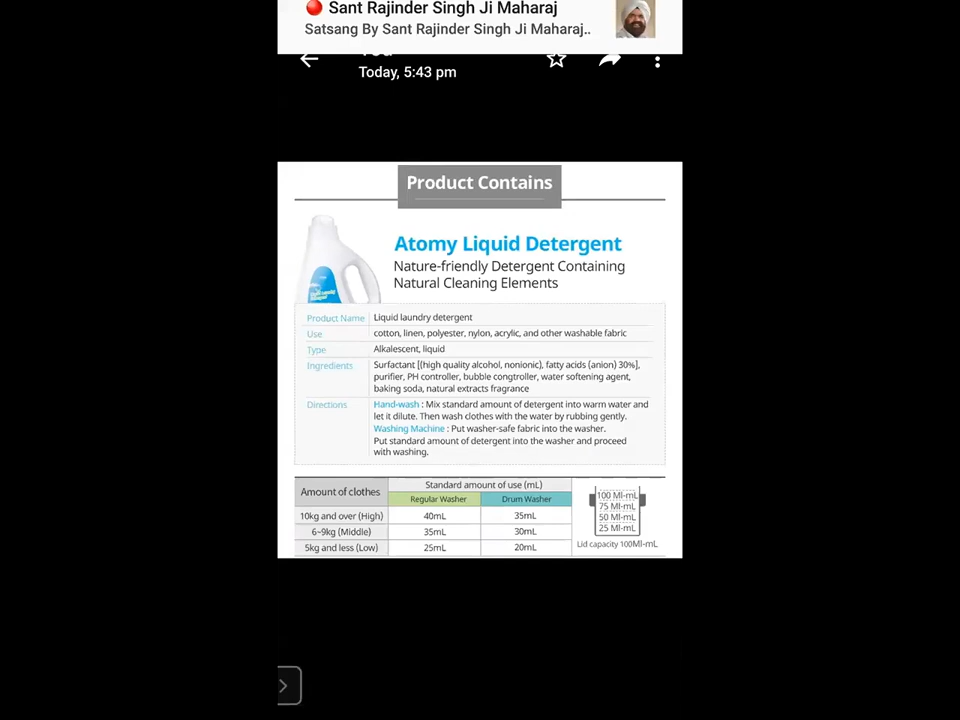 Sant Rajinder Singh Ji Maharaj
Satsang By Sant Rajinder Singh Ji Maharaj..
Today, 5:43 pm
Product Contains
Atomy Liquid Detergent
Nature-friendly Detergent Containing
Natural Cleaning Elements
Product Name Liquid laundry detergent
Use cotton, linen, polyester, nylon, acrylic, and other washable fabric
Type Alkalescent, liquid
Ingredients Surfactant [(high quality alcohol, nonionic), fatty acids (anion) 30%],
purifier, PH controller, bubble congtroller, water softening agent,
baking soda, natural extracts fragrance
Directions Hand-wash : Mix standard amount of detergent into warm water and
let it dilute. Then wash clothes with the water by rubbing gently.
Washing Machine : Put washer-safe fabric into the washer.
Put standard amount of detergent into the washer and proceed
with washing.
Amount of clothes Standard amount of use (mL)
Regular Washer Drum Washer
10kg and over (High) 40mL 35mL
6~9kg (Middle) 35mL 30mL
5kg and less (Low) 25mL 20mL
100 Ml-mL
75 Ml-mL
50 Ml-mL
25 Ml-mL
Lid capacity 100Ml-mL